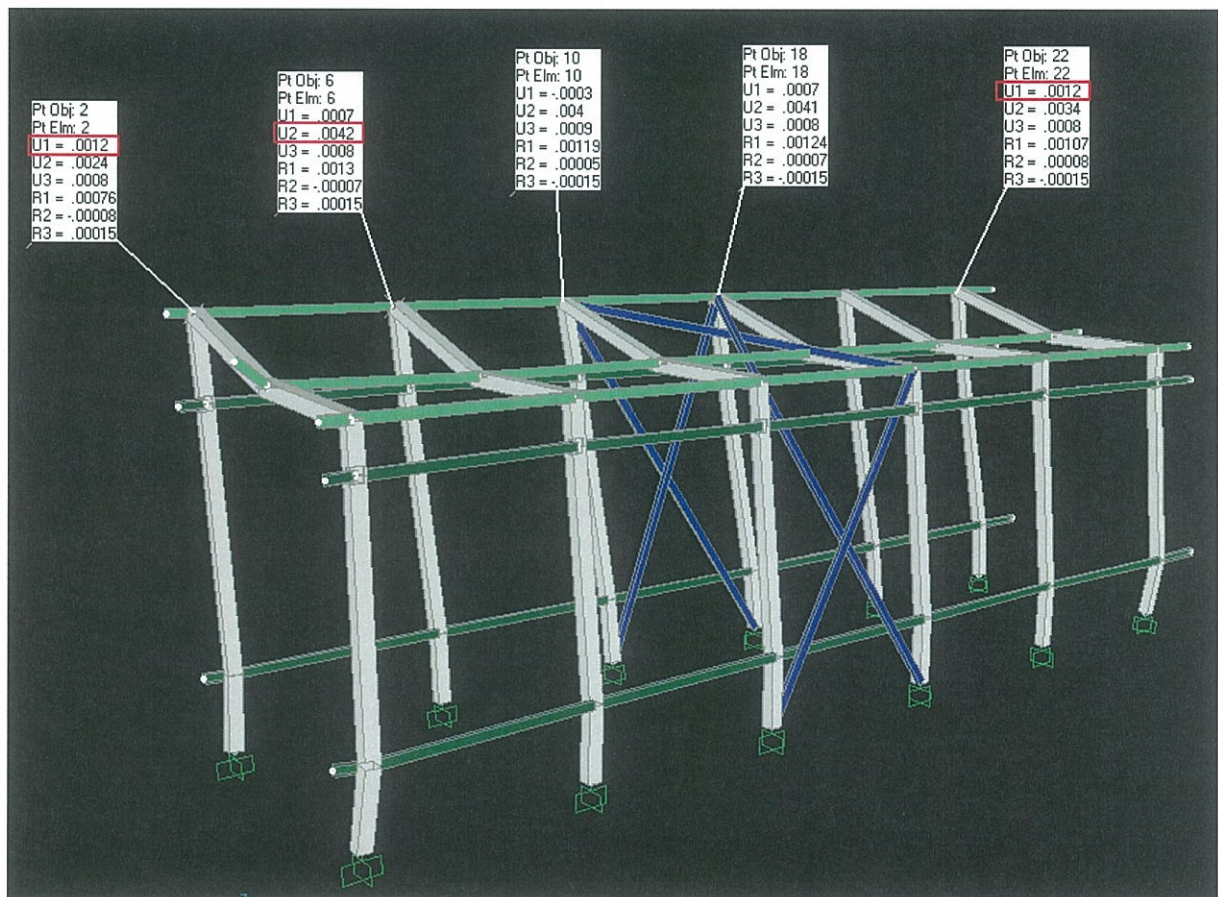 Pt Obj: 2
Pt Elm: 2
U1 = .0012
U2 = .0024
U3 = .0008
R1 = .00076
R2 = -.00008
R3 = .00015
Pt Obj: 6
Pt Elm: 6
U1 = .0007
U2 = .0042
U3 = .0008
R1 = .0013
R2 = -.00007
R3 = .00015
Pt Obj: 10
Pt Elm: 10
U1 = -.0003
U2 = .004
U3 = .0009
R1 = .00119
R2 = .00005
R3 = -.00015
Pt Obj: 18
Pt Elm: 18
U1 = .0007
U2 = .0041
U3 = .0008
R1 = .00124
R2 = .00007
R3 = -.00015
Pt Obj: 22
Pt Elm: 22
U1 = .0012
U2 = .0034
U3 = .0008
R1 = .00107
R2 = .00008
R3 = -.00015